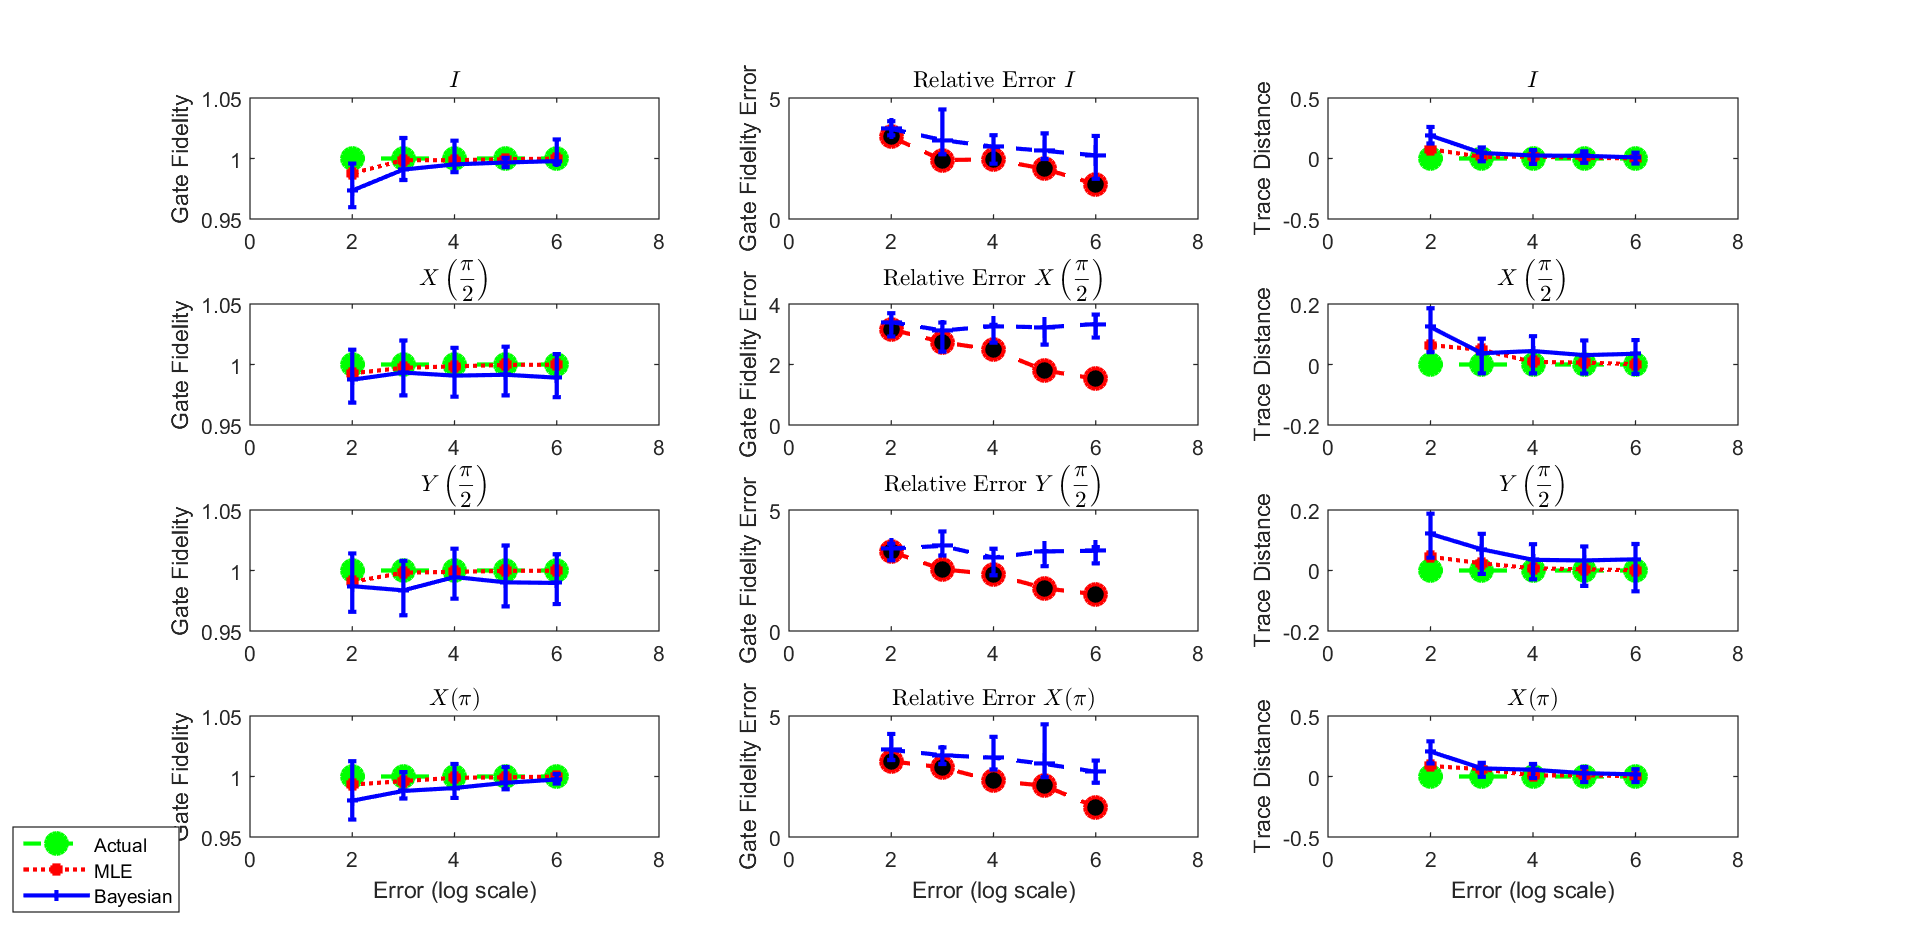 I
Gate Fidelity
1.05
1
0.95
0 2 4 6 8
Relative Error I
Gate Fidelity Error
5
0
0 2 4 6 8
I
Trace Distance
0.5
0
-0.5
0 2 4 6 8
X (π/2)
Gate Fidelity
1.05
1
0.95
0 2 4 6 8
Relative Error X (π/2)
Gate Fidelity Error
4
2
0
0 2 4 6 8
X (π/2)
Trace Distance
0.2
0
-0.2
0 2 4 6 8
Y (π/2)
Gate Fidelity
1.05
1
0.95
0 2 4 6 8
Relative Error Y (π/2)
Gate Fidelity Error
5
0
0 2 4 6 8
Y (π/2)
Trace Distance
0.2
0
-0.2
0 2 4 6 8
X(π)
Gate Fidelity
1.05
1
0.95
0 2 4 6 8
Error (log scale)
Relative Error X(π)
Gate Fidelity Error
5
0
0 2 4 6 8
Error (log scale)
X(π)
Trace Distance
0.5
0
-0.5
0 2 4 6 8
Error (log scale)
Actual
MLE
Bayesian